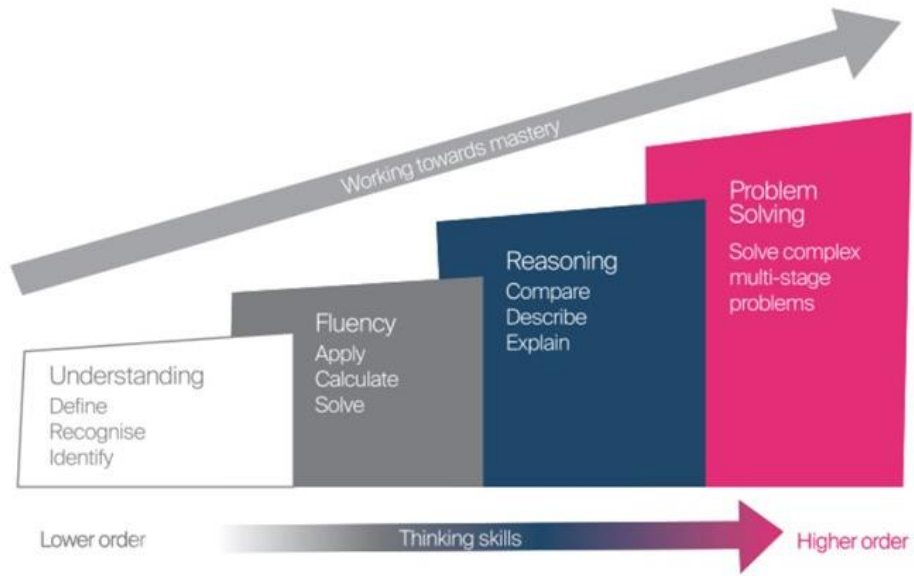 Working towards mastery
Understanding
Define
Recognise
Identify
Fluency
Apply
Calculate
Solve
Reasoning
Compare
Describe
Explain
Problem
Solving
Solve complex
multi-stage
problems
Lower order
Thinking skills
Higher order